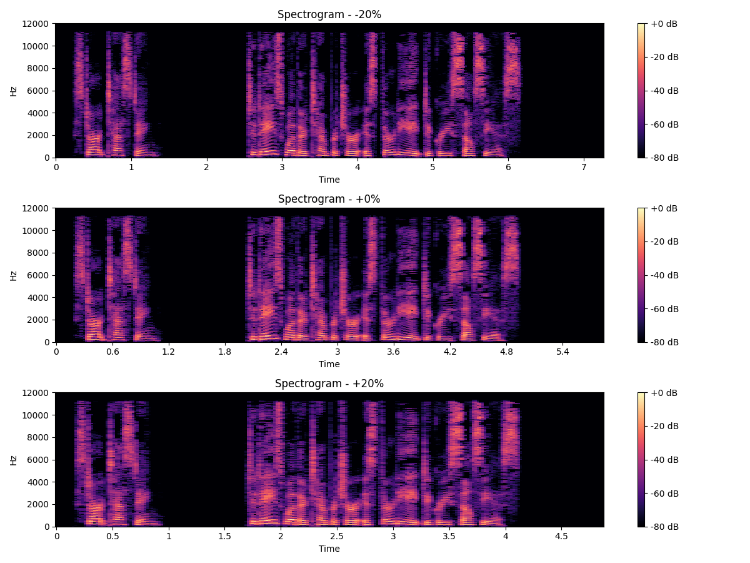 Spectrogram - -20%
12000
10000
8000
6000
4000
2000
0
Hz
0 1 2 3 4 5 6 7
Time
+0 dB
-20 dB
-40 dB
-60 dB
-80 dB
Spectrogram - +0%
12000
10000
8000
6000
4000
2000
0
Hz
0 0.6 1.2 1.8 2.4 3 3.6 4.2 4.8 5.4
Time
+0 dB
-20 dB
-40 dB
-60 dB
-80 dB
Spectrogram - +20%
12000
10000
8000
6000
4000
2000
0
Hz
0 0.5 1 1.5 2 2.5 3 3.5 4 4.5
Time
+0 dB
-20 dB
-40 dB
-60 dB
-80 dB